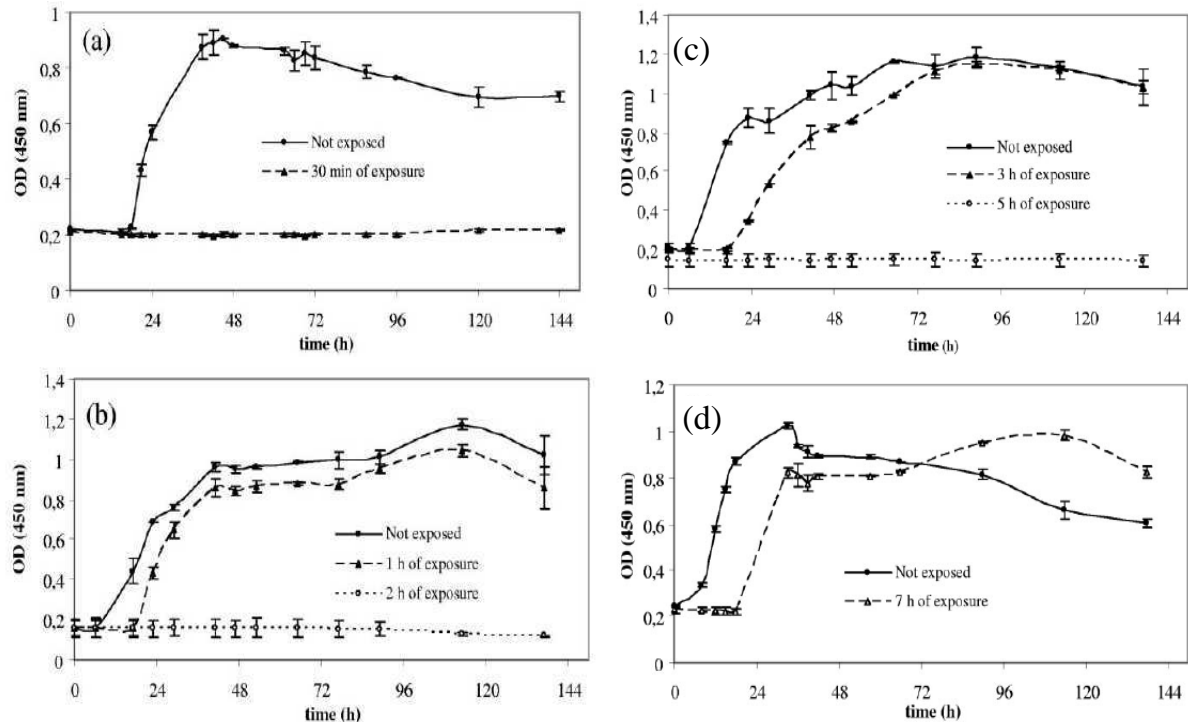 (a)
OD (450 nm)
1
0,8
0,6
0,4
0,2
0
Not exposed
30 min of exposure
0 24 48 72 96 120 144
time (h)
(c)
OD (450 nm)
1,4
1,2
1
0,8
0,6
0,4
0,2
0
Not exposed
3 h of exposure
5 h of exposure
0 24 48 72 96 120 144
time (h)
(b)
OD (450 nm)
1,4
1,2
1
0,8
0,6
0,4
0,2
0
Not exposed
1 h of exposure
2 h of exposure
0 24 48 72 96 120 144
time (h)
(d)
OD (450 nm)
1,2
1
0,8
0,6
0,4
0,2
0
Not exposed
7 h of exposure
0 24 48 72 96 120 144
time (h)